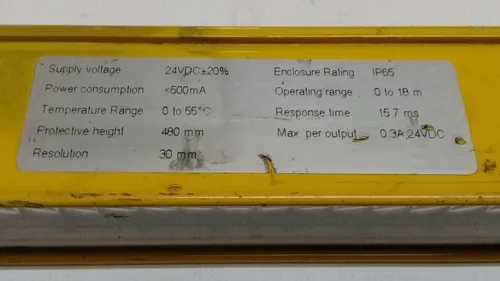 Supply voltage 24VDC±20%
Power consumption <500mA
Temperature Range 0 to 55°C
Protective height 480 mm
Resolution 30 mm
Enclosure Rating IP65
Operating range 0 to 18 m
Response time 15.7 ms
Max per output 0.3A,24VDC